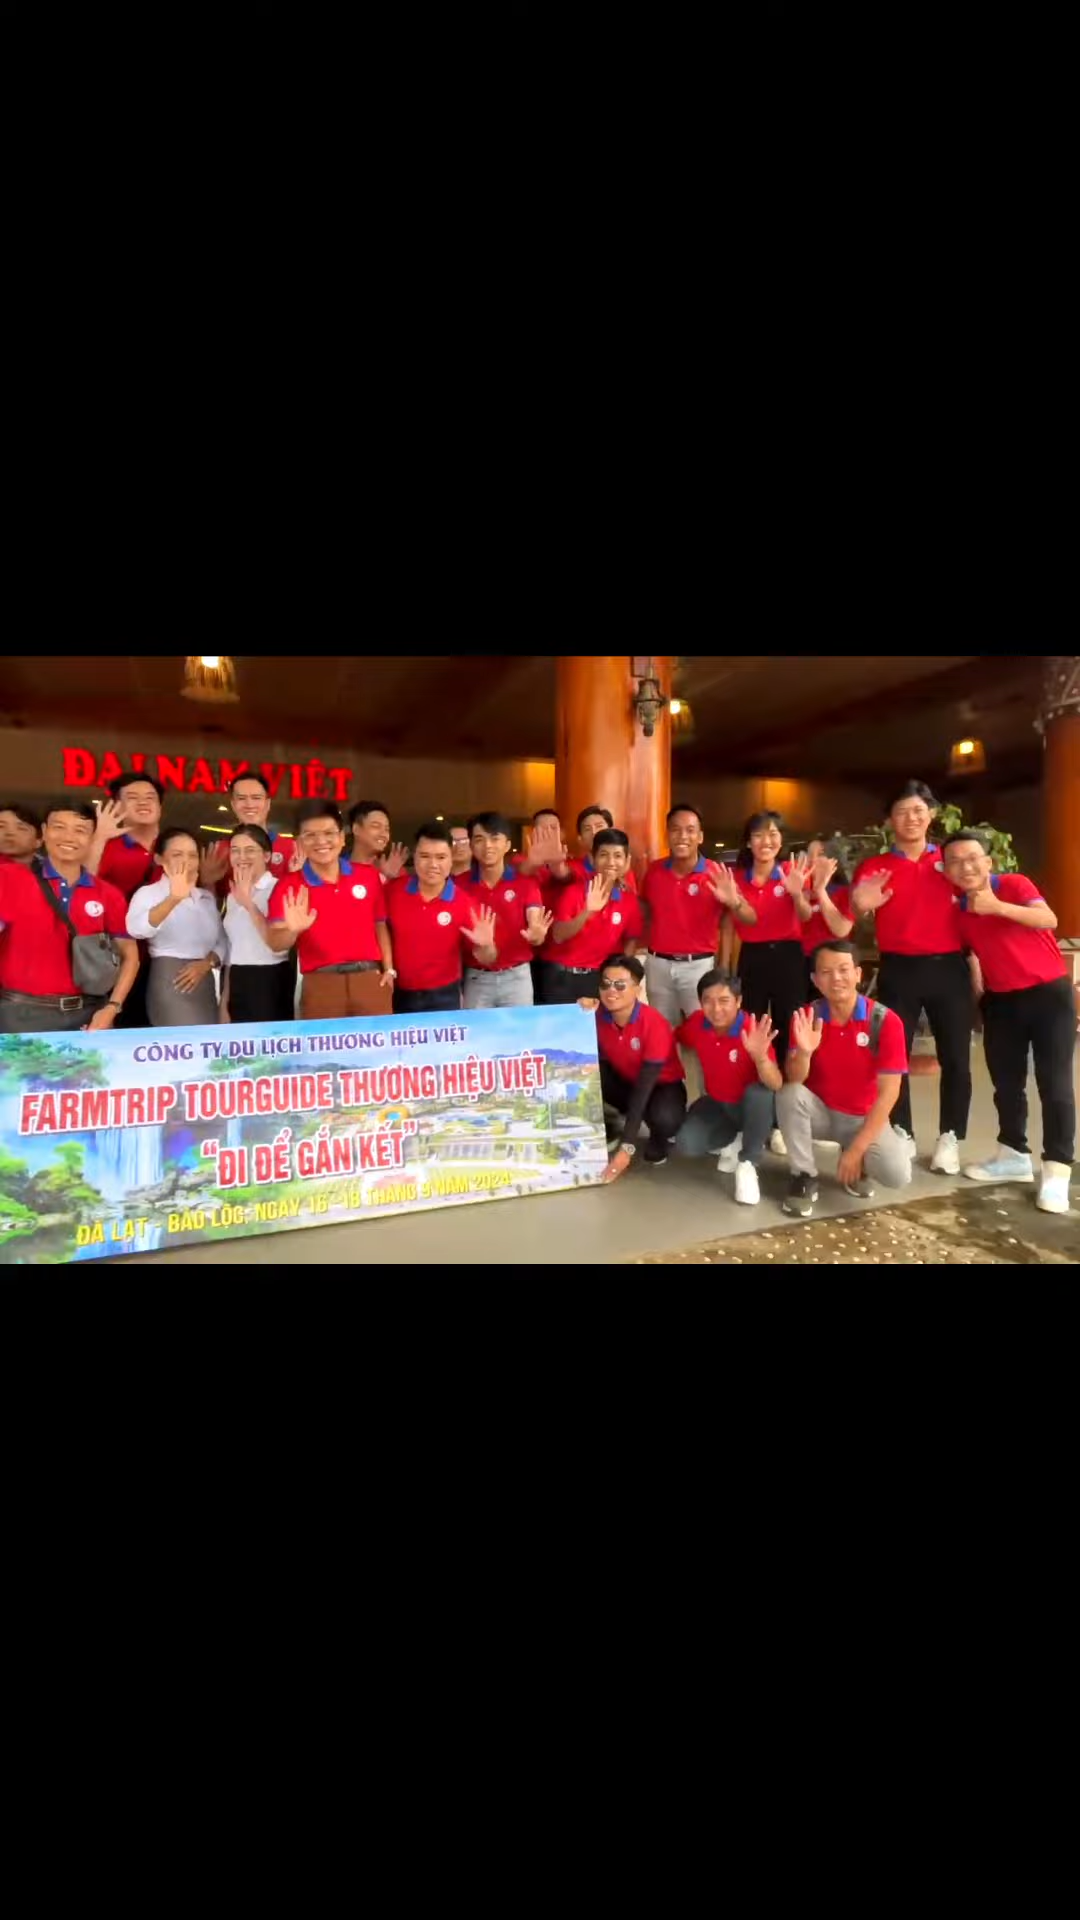 ĐẠI NAM VIỆT
CÔNG TY DU LỊCH THƯƠNG HIỆU VIỆT
FARMTRIP TOURGUIDE THƯƠNG HIỆU VIỆT
“ĐI ĐỂ GẮN KẾT”
ĐÀ LẠT - BẢO LỘC, NGÀY 16 -18 THÁNG 9 NĂM 2024